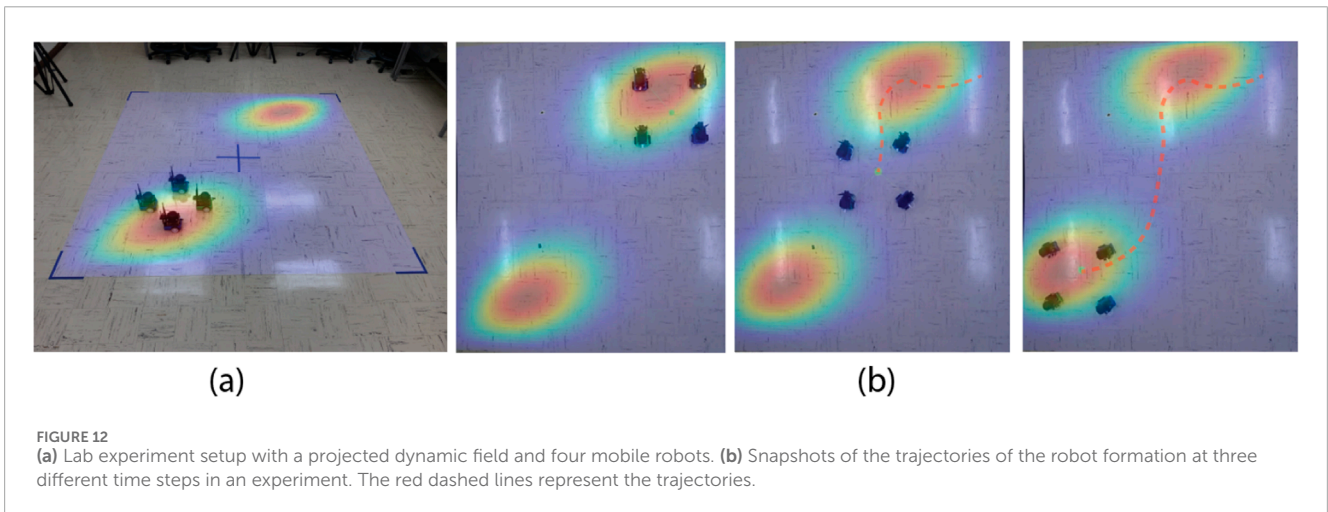 (a)
(b)
FIGURE 12
(a) Lab experiment setup with a projected dynamic field and four mobile robots. (b) Snapshots of the trajectories of the robot formation at three
different time steps in an experiment. The red dashed lines represent the trajectories.